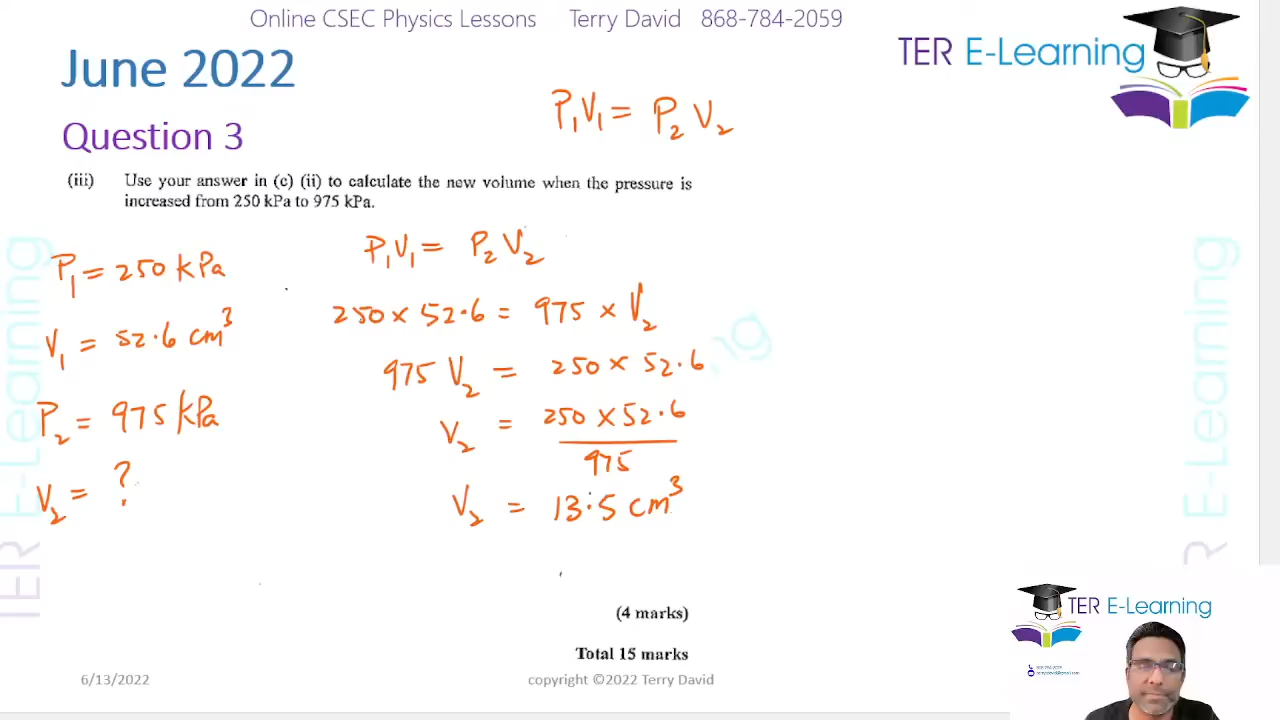 Online CSEC Physics Lessons Terry David 868-784-2059
TER E-Learning
June 2022
P₁V₁ = P₂ V₂
Question 3
(iii) Use your answer in (c) (ii) to calculate the new volume when the pressure is
increased from 250 kPa to 975 kPa.
P₁ = 250 kPa
V₁ = 52.6 cm³
P₂ = 975 kPa
V₂ = ?
P₁V₁ = P₂ V₂
250 × 52.6 = 975 × V₂
975 V₂ = 250 × 52.6
V₂ = 250 × 52.6
975
V₂ = 13.5 cm³
(4 marks)
Total 15 marks
6/13/2022
copyright ©2022 Terry David
TER E-Learning